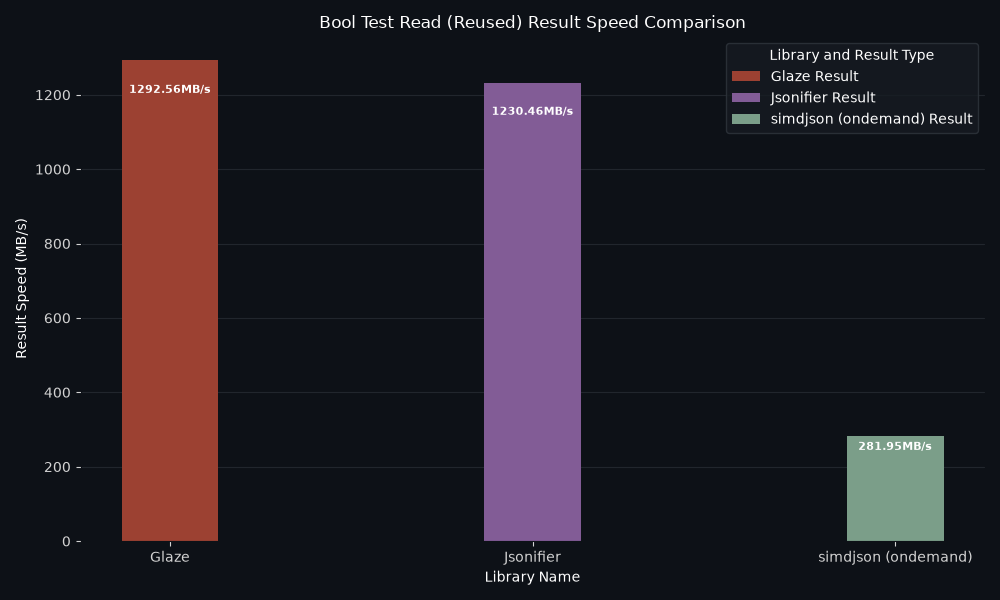 Bool Test Read (Reused) Result Speed Comparison
Library and Result Type
Glaze Result
Jsonifier Result
simdjson (ondemand) Result
1292.56MB/s
1230.46MB/s
281.95MB/s
Result Speed (MB/s)
1200
1000
800
600
400
200
0
Glaze
Jsonifier
simdjson (ondemand)
Library Name